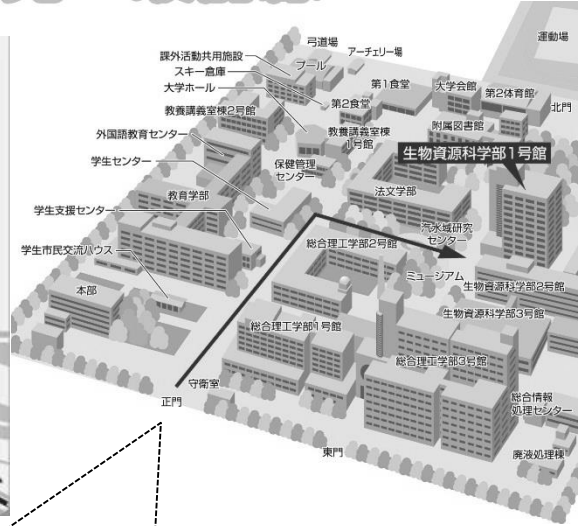 運動場
弓道場
アーチェリー場
課外活動共用施設
プール
スキー倉庫
第1食堂
大学会館
第2体育館
大学ホール
第2食堂
北門
教養講義室棟2号館
教養講義室棟
1号館
附属図書館
外国語教育センター
生物資源科学部1号館
学生センター
保健管理
センター
教育学部
法文学部
学生支援センター
汽水域研究
センター
総合理工学部2号館
学生市民交流ハウス
ミュージアム
本部
生物資源科学部2号館
生物資源科学部3号館
総合理工学部1号館
総合理工学部3号館
守衛室
正門
総合情報
処理センター
東門
廃液処理棟